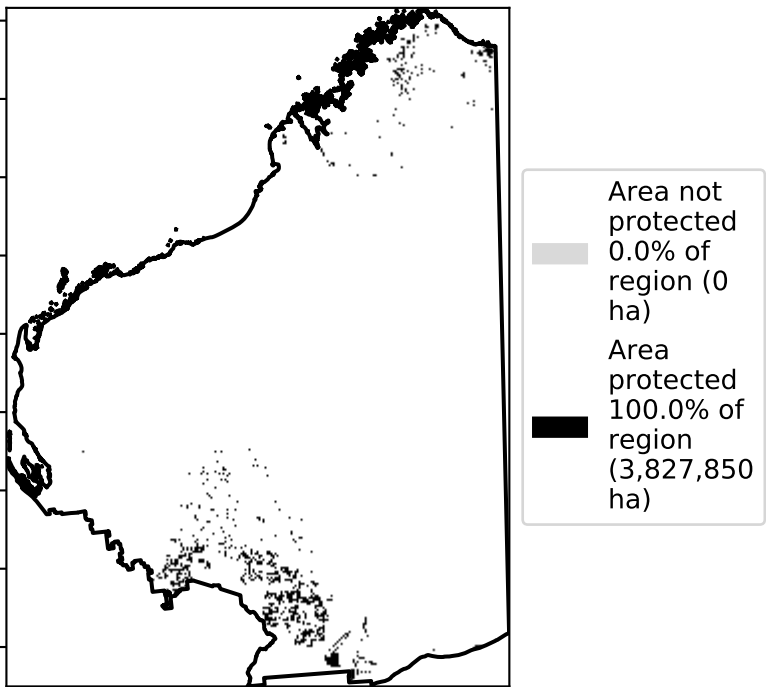 Area not
protected
0.0% of
region (0
ha)
Area
protected
100.0% of
region
(3,827,850
ha)